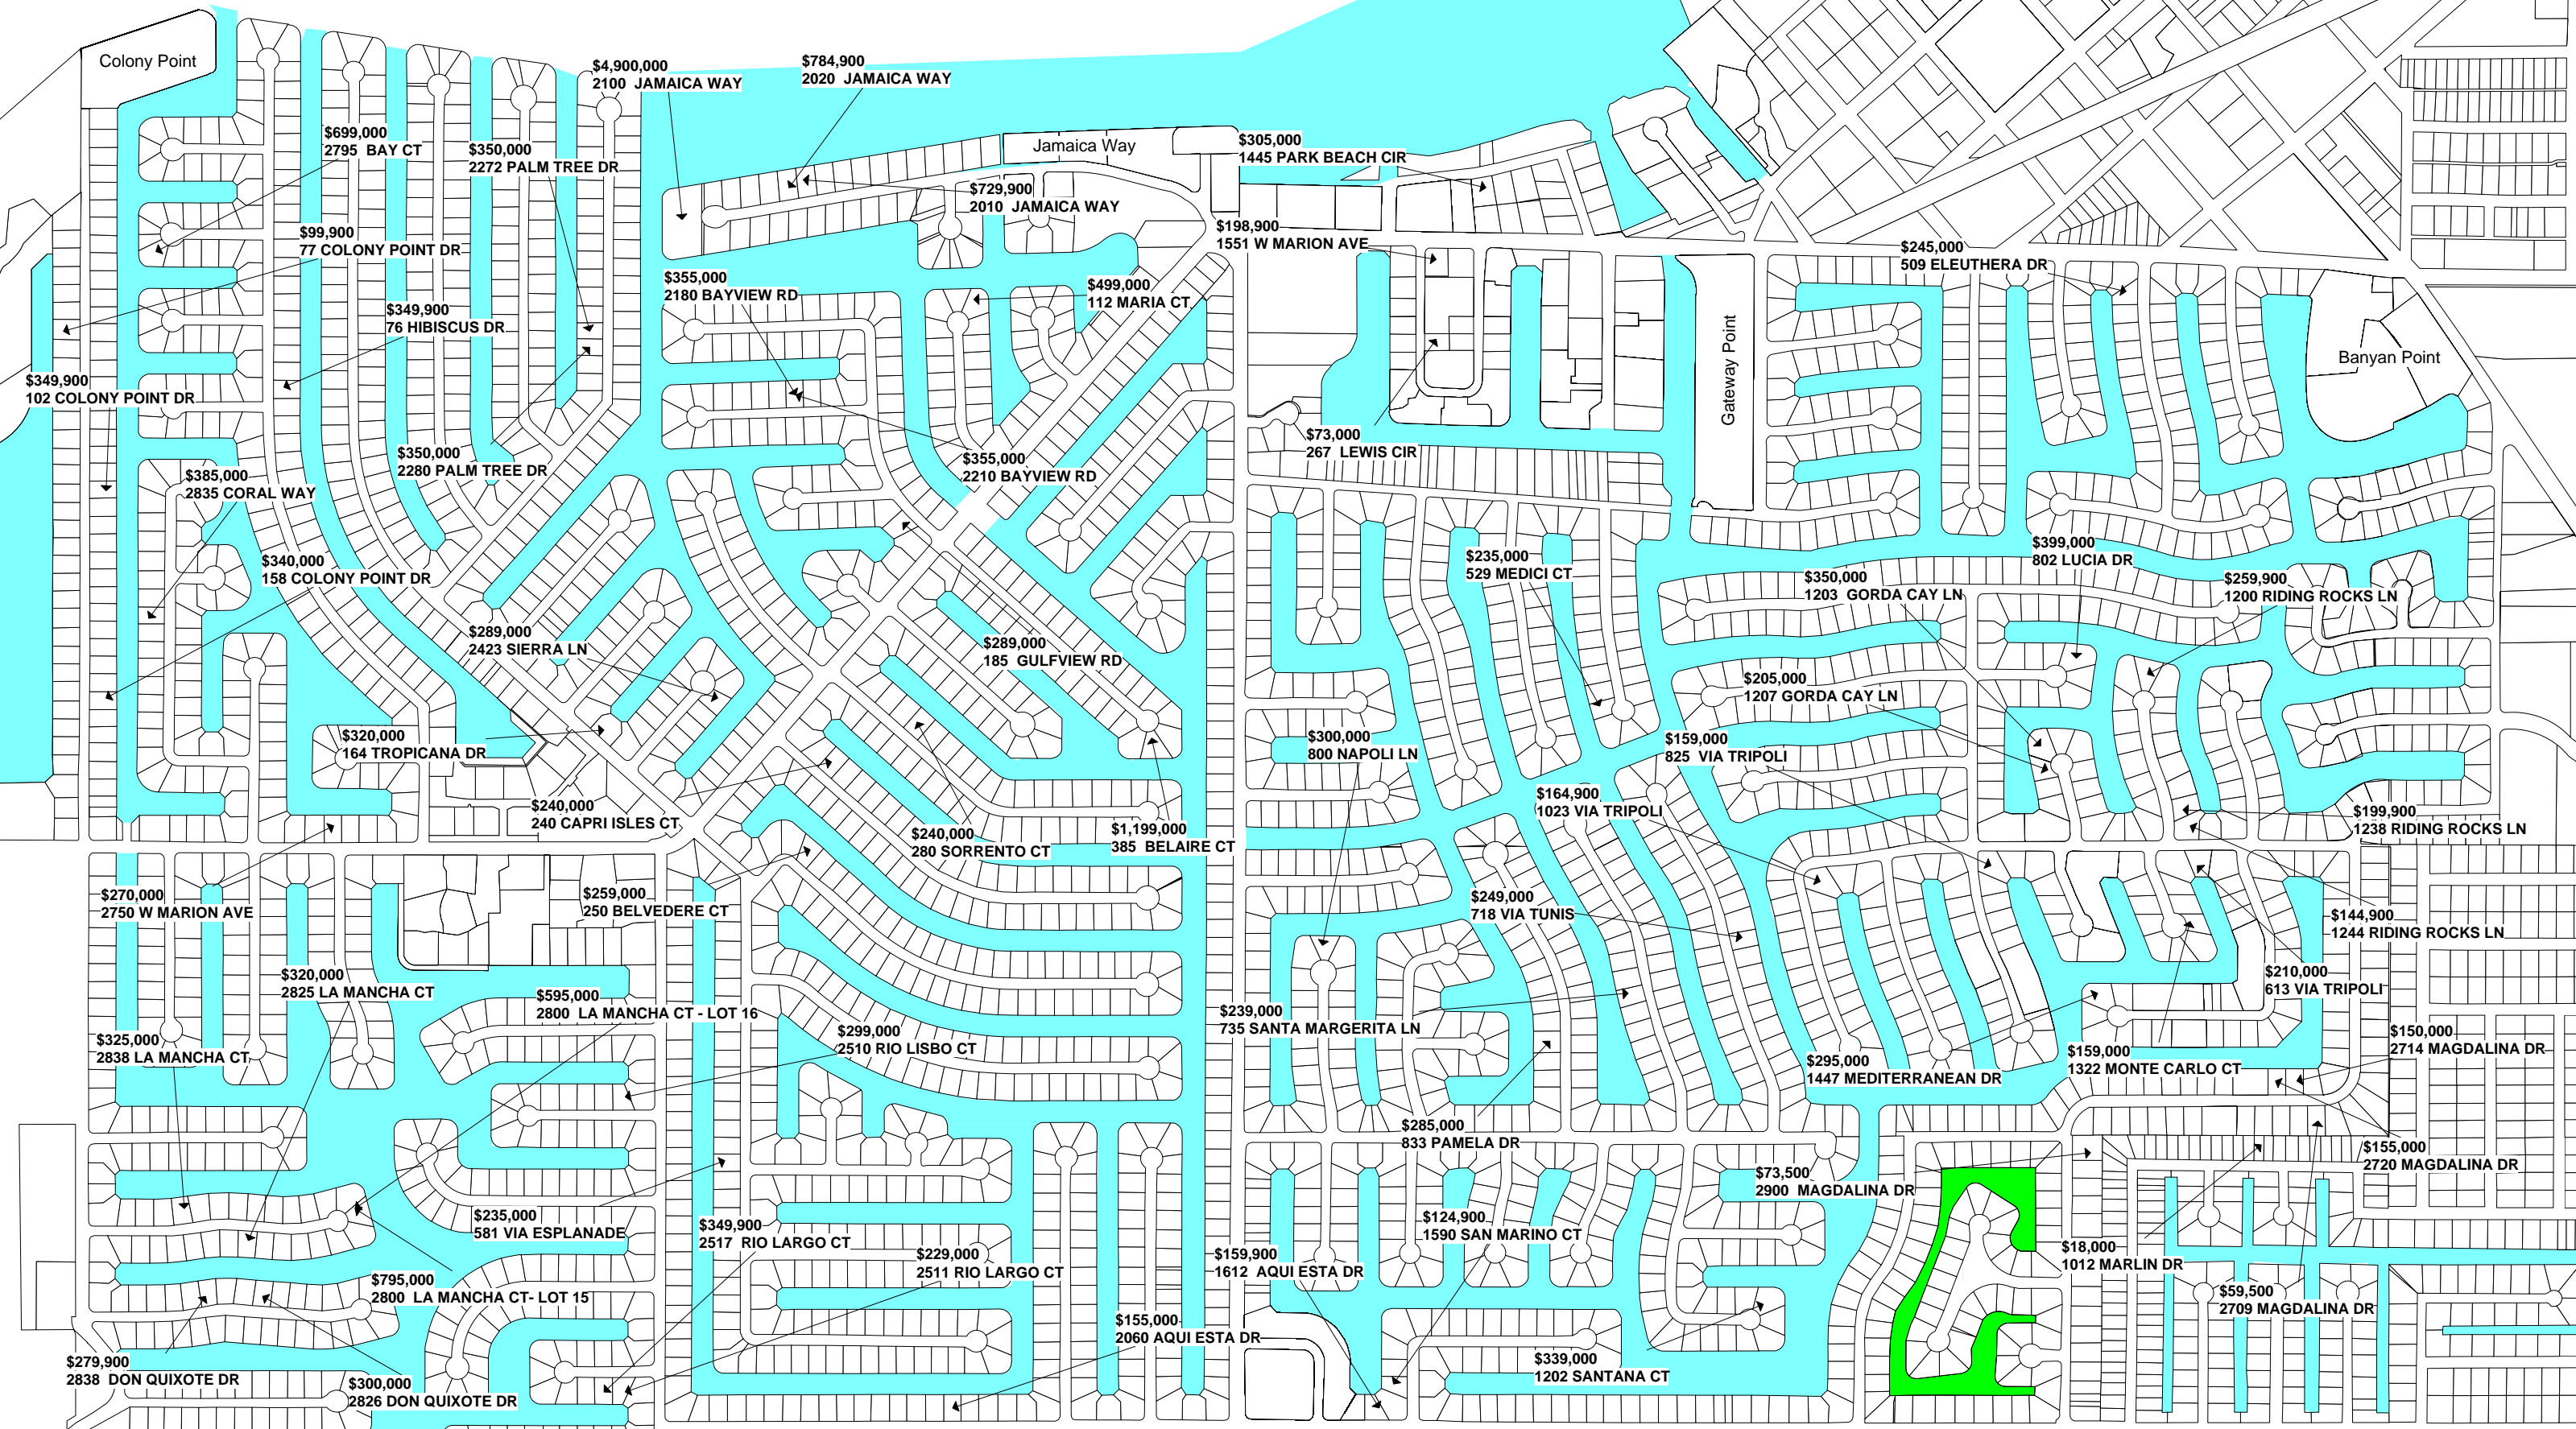 Colony Point
$4,900,000
2100  JAMAICA WAY
$784,900
2020  JAMAICA WAY
$699,000
2795  BAY CT
$350,000
2272 PALM TREE DR
Jamaica Way
$305,000
1445 PARK BEACH CIR
$729,900
2010  JAMAICA WAY
$99,900
77 COLONY POINT DR
$198,900
1551 W MARION AVE
$245,000
509 ELEUTHERA DR
$355,000
2180 BAYVIEW RD
$499,000
112 MARIA CT
$349,900
76 HIBISCUS DR
Gateway Point
Banyan Point
$349,900
102 COLONY POINT DR
$73,000
267  LEWIS CIR
$350,000
2280 PALM TREE DR
$355,000
2210 BAYVIEW RD
$385,000
2835 CORAL WAY
$340,000
158 COLONY POINT DR
$235,000
529 MEDICI CT
$399,000
802 LUCIA DR
$350,000
1203  GORDA CAY LN
$259,900
1200 RIDING ROCKS LN
$289,000
2423 SIERRA LN
$289,000
185  GULFVIEW RD
$205,000
1207 GORDA CAY LN
$320,000
164 TROPICANA DR
$300,000
800 NAPOLI LN
$159,000
825  VIA TRIPOLI
$164,900
1023 VIA TRIPOLI
$240,000
240 CAPRI ISLES CT
$240,000
280 SORRENTO CT
$1,199,000
385  BELAIRE CT
$199,900
1238 RIDING ROCKS LN
$270,000
2750 W MARION AVE
$259,000
250 BELVEDERE CT
$249,000
718 VIA TUNIS
$144,900
1244 RIDING ROCKS LN
$320,000
2825 LA MANCHA CT
$210,000
613 VIA TRIPOLI
$595,000
2800  LA MANCHA CT - LOT 16
$239,000
735 SANTA MARGERITA LN
$325,000
2838 LA MANCHA CT
$299,000
2510 RIO LISBO CT
$150,000
2714 MAGDALINA DR
$295,000
1447 MEDITERRANEAN DR
$159,000
1322 MONTE CARLO CT
$285,000
833 PAMELA DR
$155,000
2720 MAGDALINA DR
$73,500
2900  MAGDALINA DR
$235,000
581 VIA ESPLANADE
$349,900
2517  RIO LARGO CT
$124,900
1590 SAN MARINO CT
$229,000
2511 RIO LARGO CT
$159,900
1612  AQUI ESTA DR
$18,000
1012 MARLIN DR
$795,000
2800  LA MANCHA CT- LOT 15
$59,500
2709 MAGDALINA DR
$155,000
2060 AQUI ESTA DR
$279,900
2838  DON QUIXOTE DR
$339,000
1202 SANTANA CT
$300,000
2826 DON QUIXOTE DR